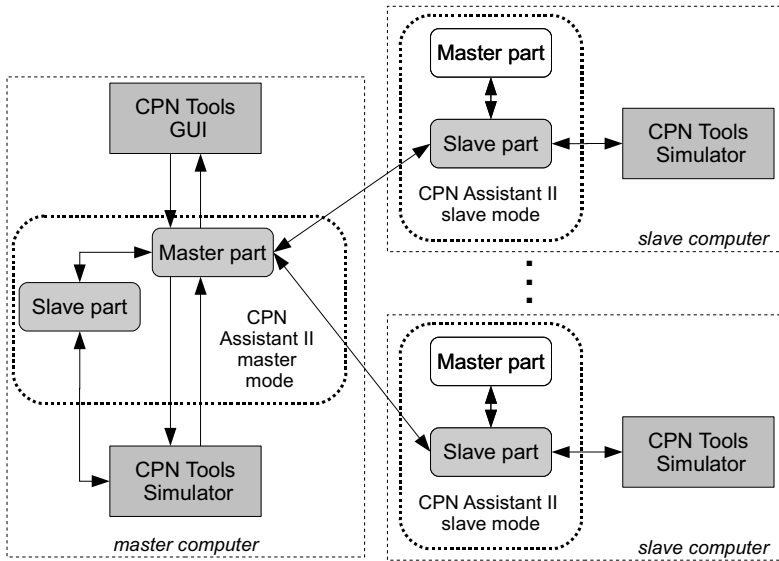 CPN Tools
GUI
Master part
Slave part
CPN
Assistant II
master
mode
CPN Tools
Simulator
master computer
Master part
Slave part
CPN Tools
Simulator
CPN Assistant II
slave mode
slave computer
Master part
Slave part
CPN Tools
Simulator
CPN Assistant II
slave mode
slave computer